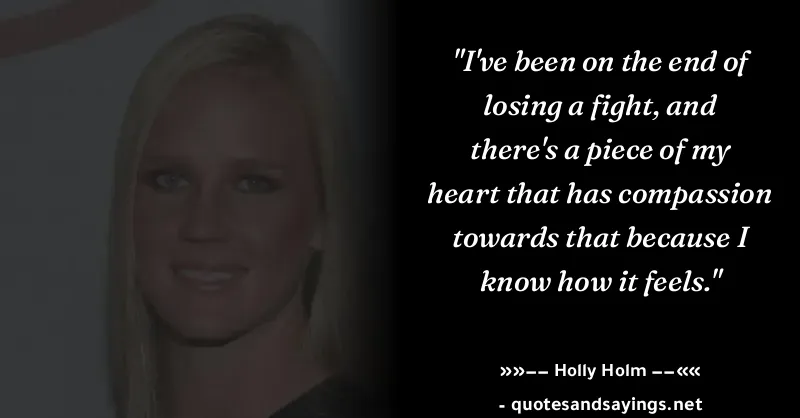 "I've been on the end of
losing a fight, and
there's a piece of my
heart that has compassion
towards that because I
know how it feels."
»»−− Holly Holm −−««
- quotesandsayings.net